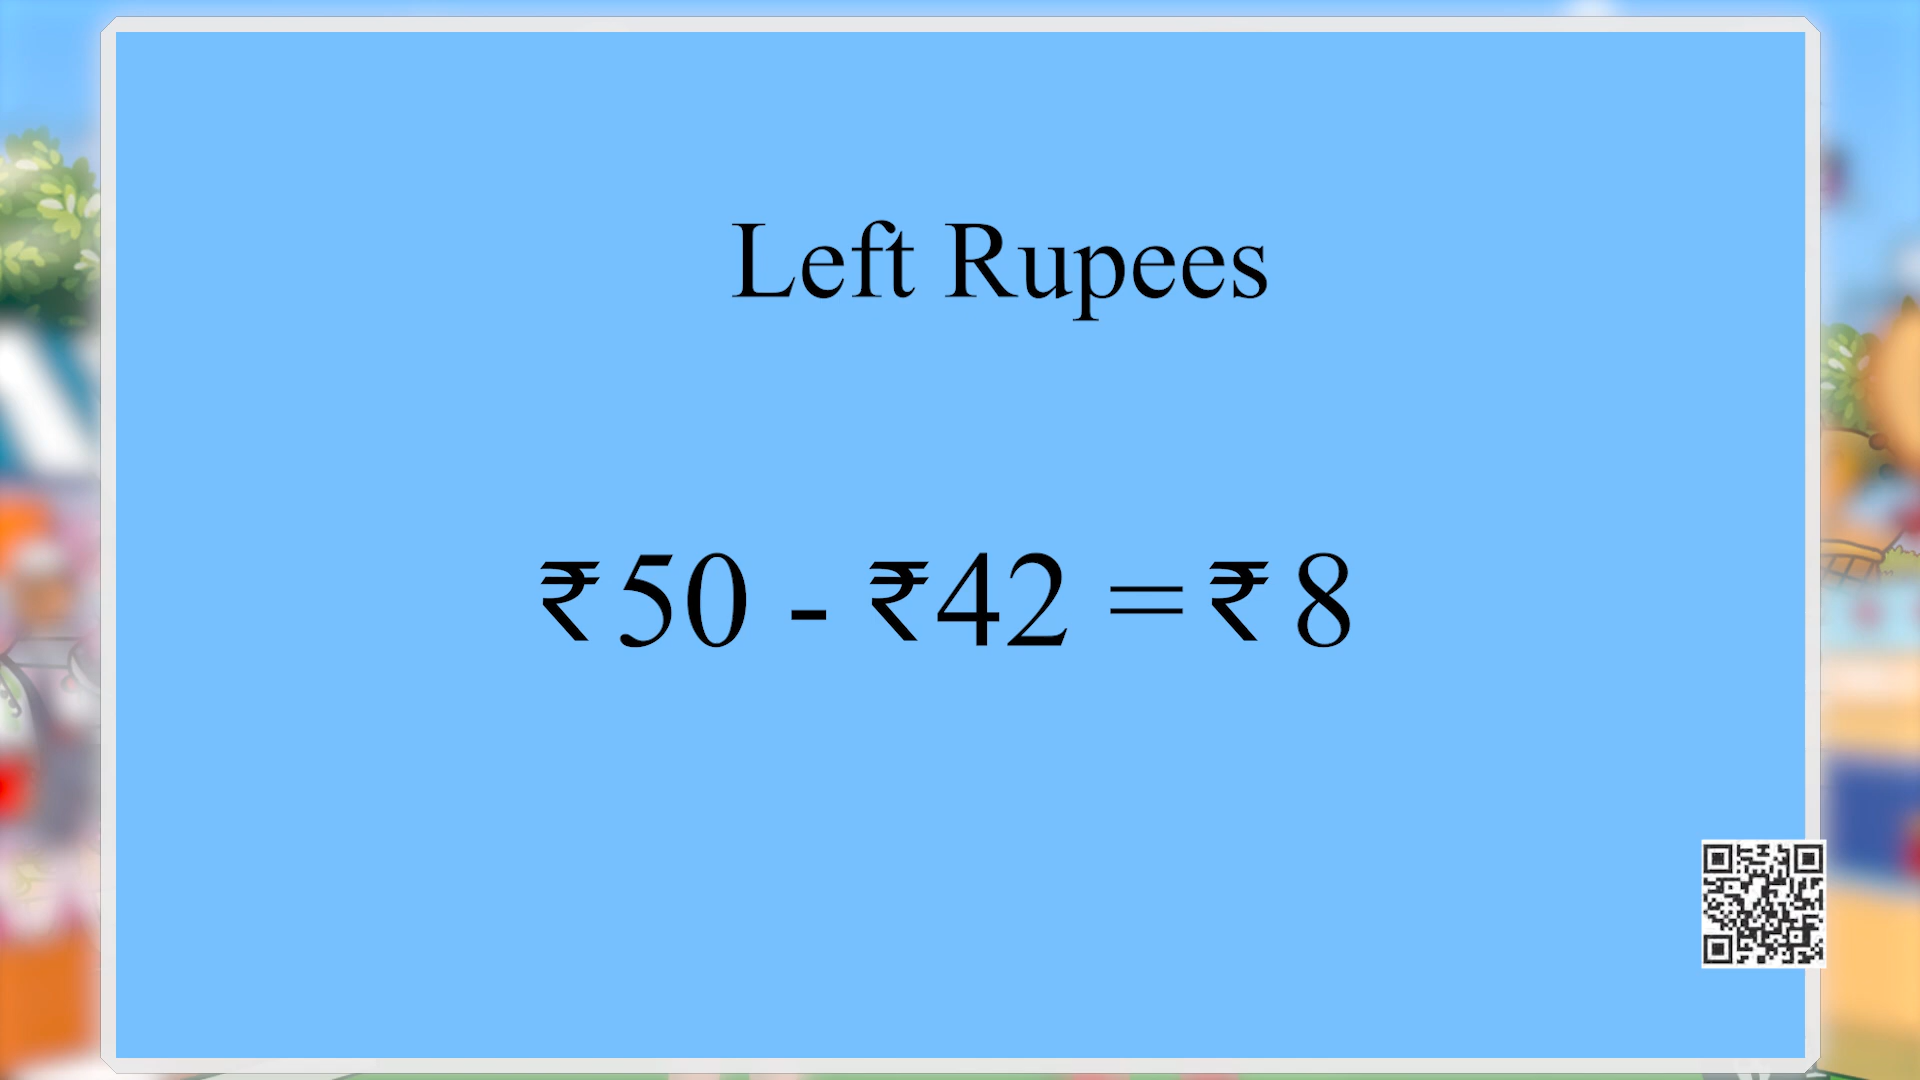 Left Rupees
₹50 - ₹42 = ₹ 8